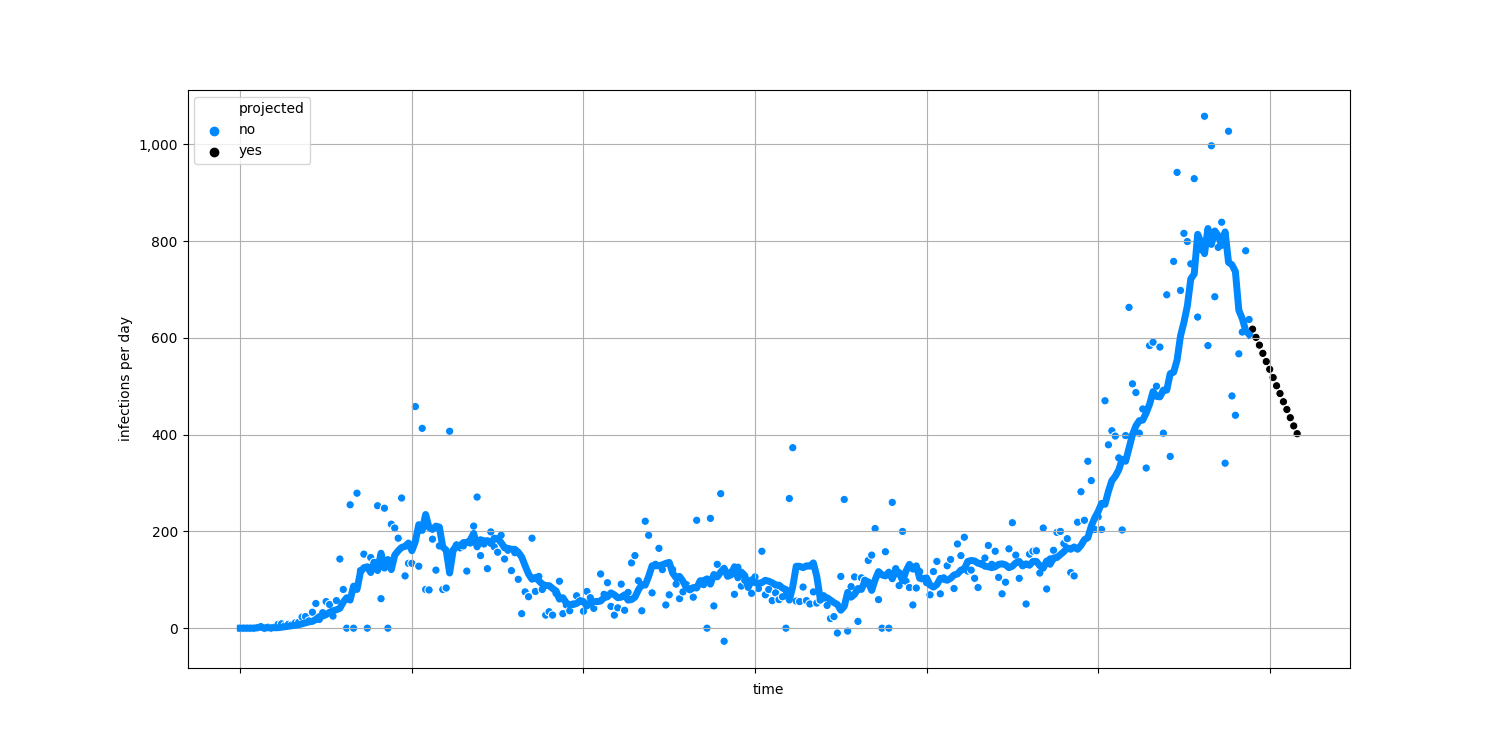 projected
no
yes
1,000
800
600
400
200
0
infections per day
time